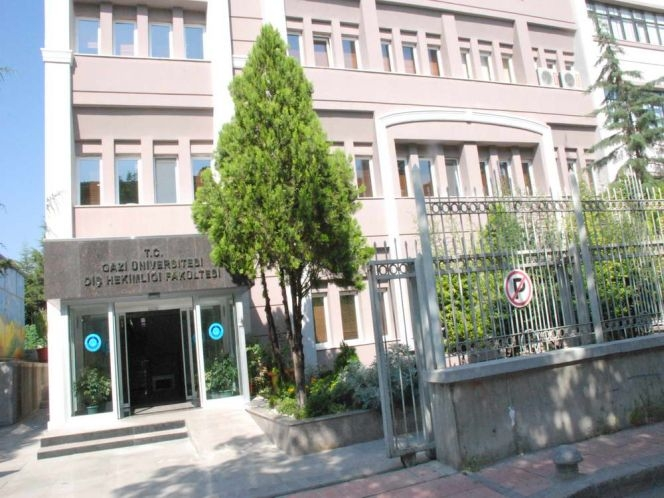 T.C.
GAZİ ÜNİVERSİTESİ
DİŞ HEKİMLİĞİ FAKÜLTESİ
P